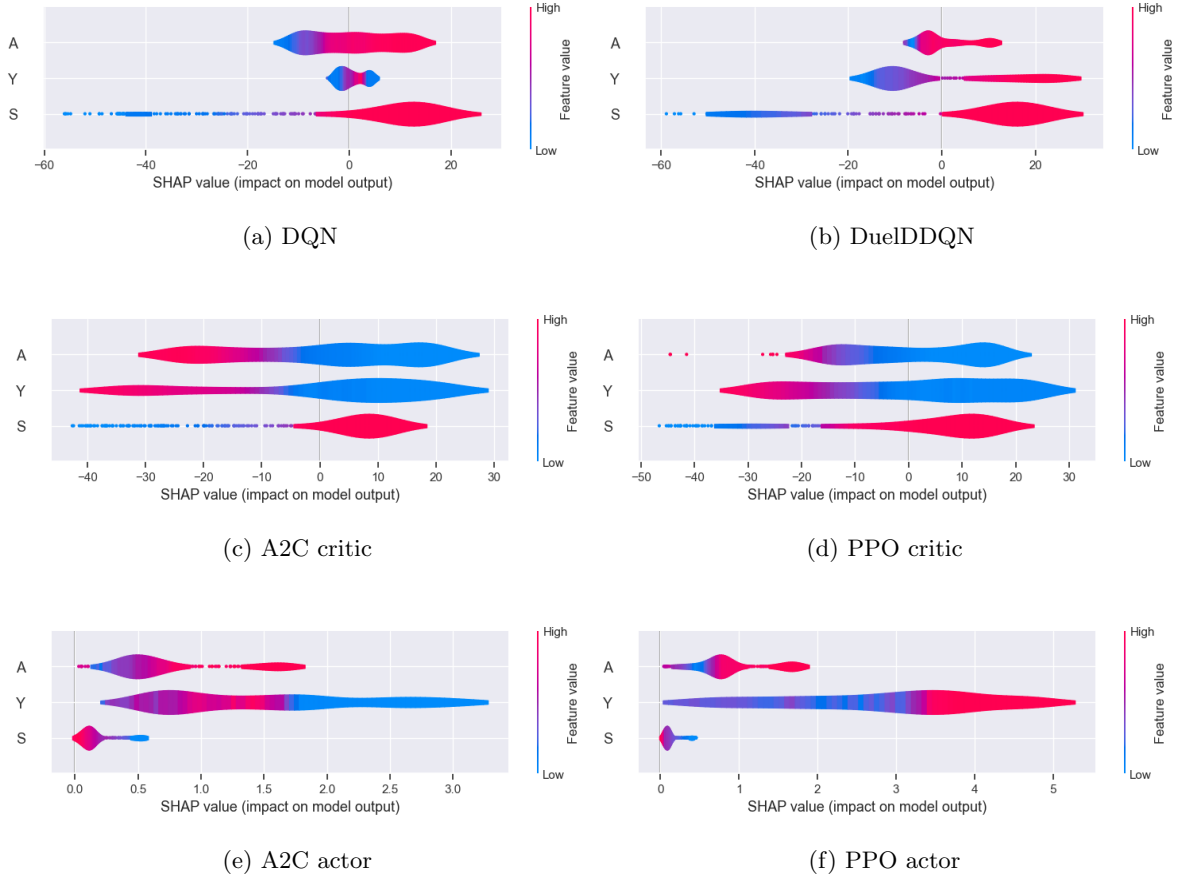 High
A
Y
S
Feature value
Low
−60 −40 −20 0 20
SHAP value (impact on model output)
(a) DQN
High
A
Y
S
Feature value
Low
−60 −40 −20 0 20
SHAP value (impact on model output)
(b) DuelDDQN
High
A
Y
S
Feature value
Low
−40 −30 −20 −10 0 10 20 30
SHAP value (impact on model output)
(c) A2C critic
High
A
Y
S
Feature value
Low
−50 −40 −30 −20 −10 0 10 20 30
SHAP value (impact on model output)
(d) PPO critic
High
A
Y
S
Feature value
Low
0.0 0.5 1.0 1.5 2.0 2.5 3.0
SHAP value (impact on model output)
(e) A2C actor
High
A
Y
S
Feature value
Low
0 1 2 3 4 5
SHAP value (impact on model output)
(f) PPO actor